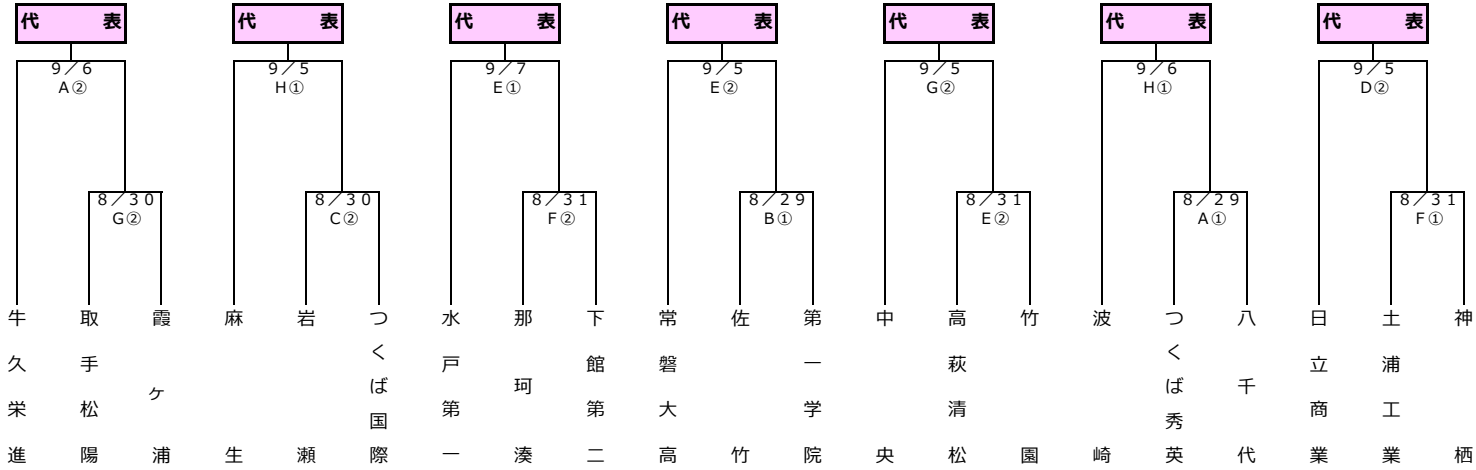 代 表
代 表
代 表
代 表
代 表
代 表
代 表
9／6
A②
9／5
H①
9／7
E①
9／5
E②
9／5
G②
9／6
H①
9／5
D②
8／30
G②
8／30
C②
8／31
F②
8／29
B①
8／31
E②
8／29
A①
8／31
F①
牛久栄進
取手松陽
霞ヶ浦
麻生
岩瀬
つくば国際
水戸第一
那珂湊
下館第二
常磐大高
佐竹
第一学院
中央
高萩清松
竹園
波崎
つくば秀英
八千代
日立商業
土浦工業
神栖